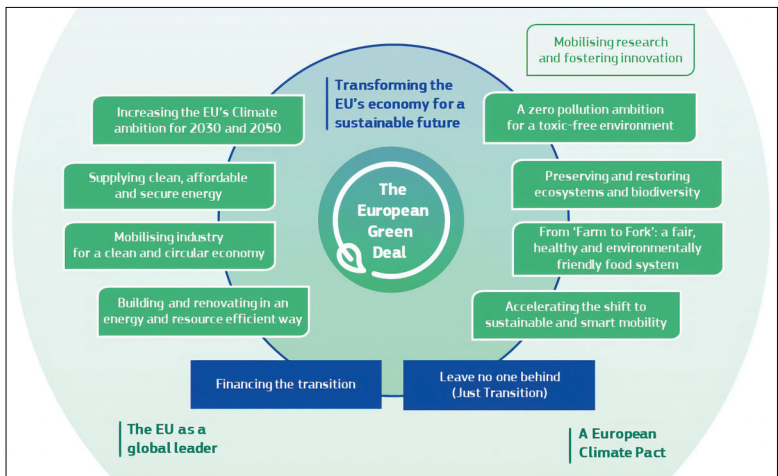 Mobilising research
and fostering innovation
Transforming the
EU's economy for a
sustainable future
Increasing the EU's Climate
ambition for 2030 and 2050
A zero pollution ambition
for a toxic-free environment
Supplying clean, affordable
and secure energy
Preserving and restoring
ecosystems and biodiversity
The
European
Green
Deal
Mobilising industry
for a clean and circular economy
From 'Farm to Fork': a fair,
healthy and environmentally
friendly food system
Building and renovating in an
energy and resource efficient way
Accelerating the shift to
sustainable and smart mobility
Financing the transition
Leave no one behind
(Just Transition)
The EU as a
global leader
A European
Climate Pact